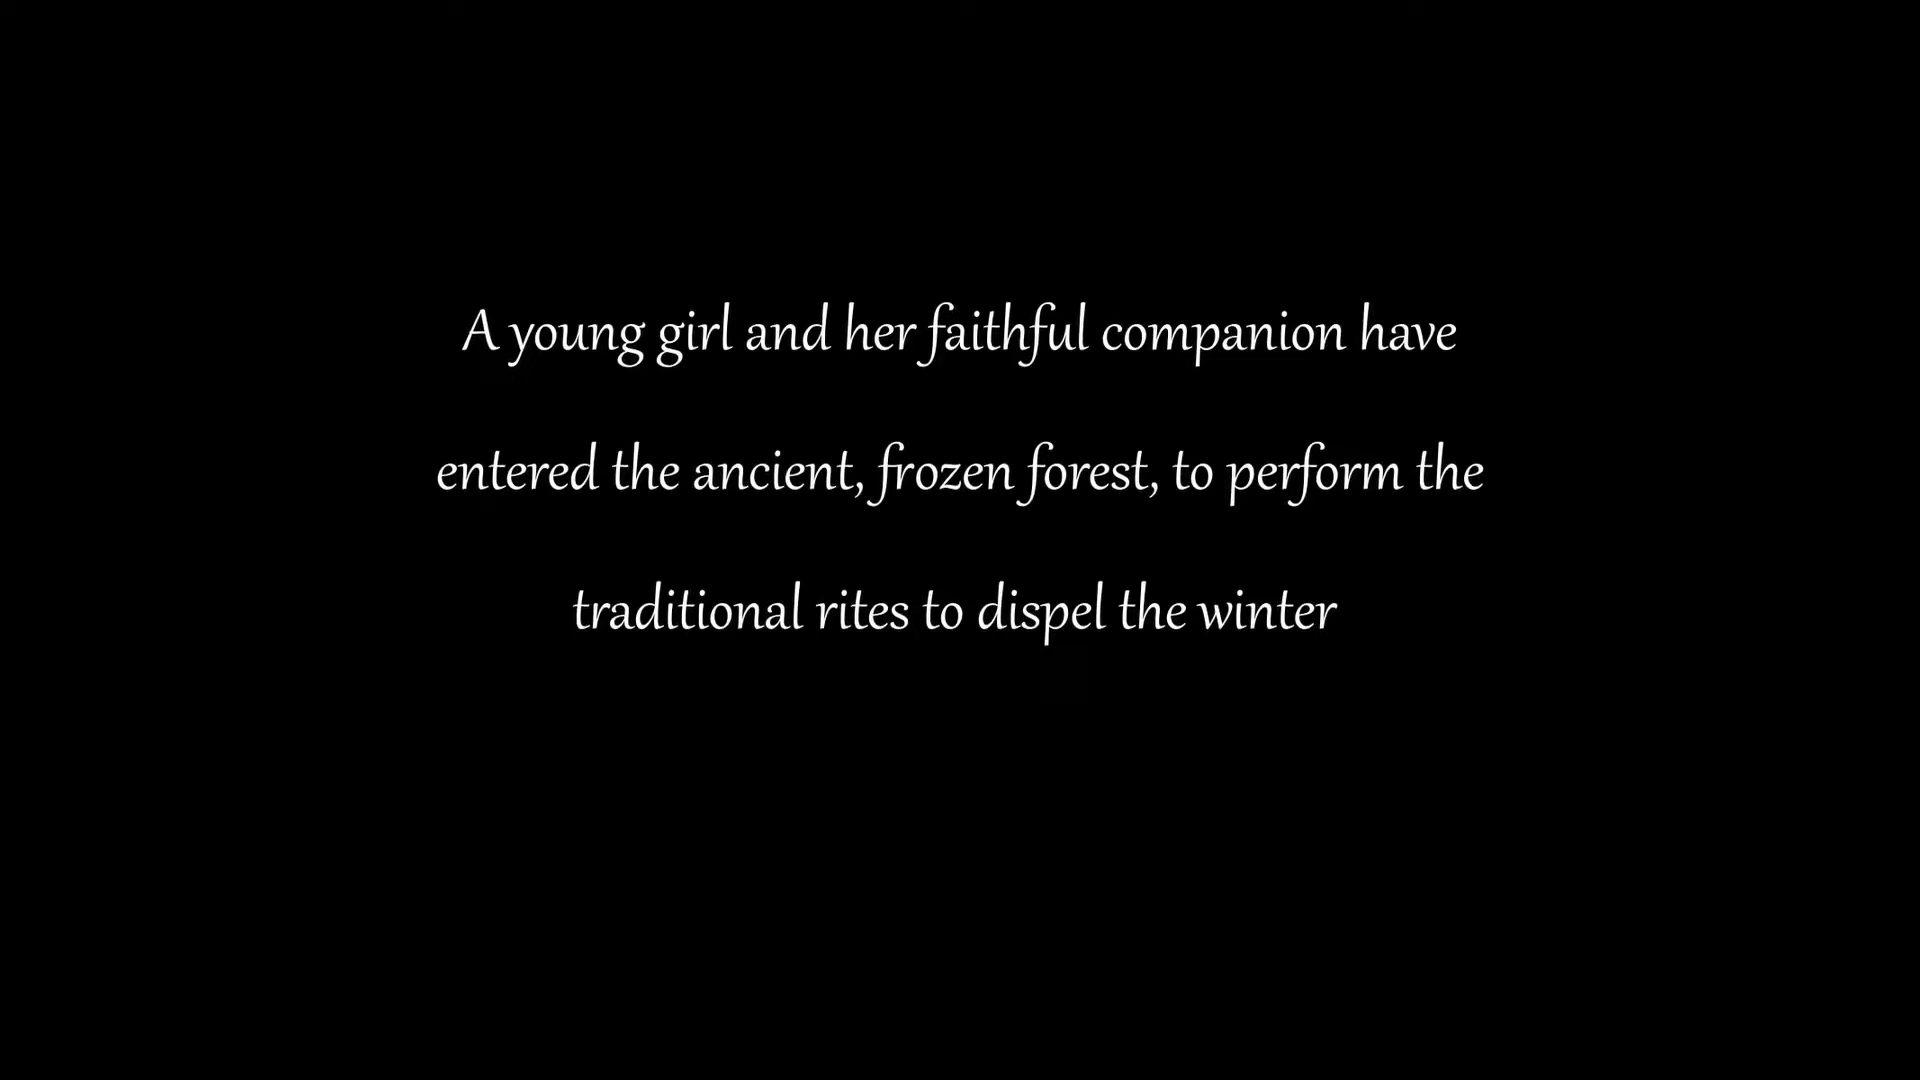 A young girl and her faithful companion have
entered the ancient, frozen forest, to perform the
traditional rites to dispel the winter